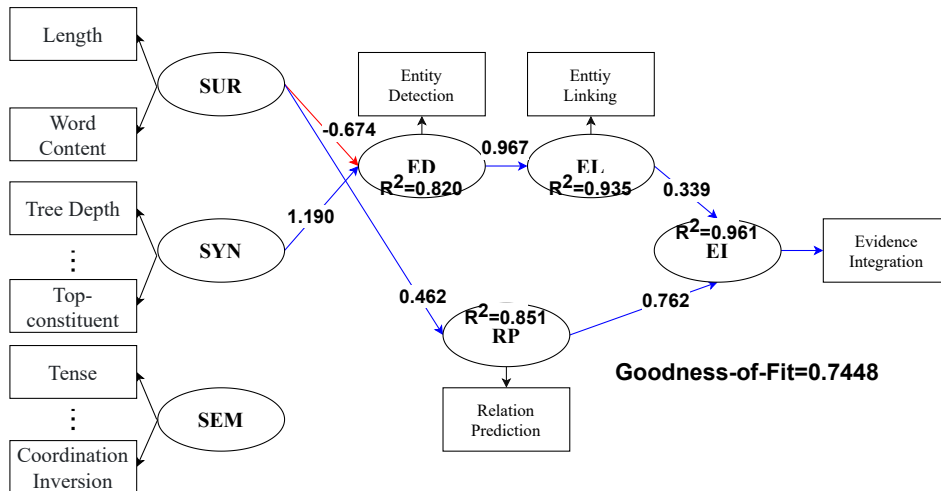 Length
SUR
Word
Content
Entity
Detection
Enttiy
Linking
-0.674
0.967
ED
R²=0.820
EL
R²=0.935
0.339
Tree Depth
⋮
Top-
constituent
SYN
1.190
R²=0.961
EI
Evidence
Integration
0.462
0.762
R²=0.851
RP
Goodness-of-Fit=0.7448
Tense
⋮
Coordination
Inversion
SEM
Relation
Prediction